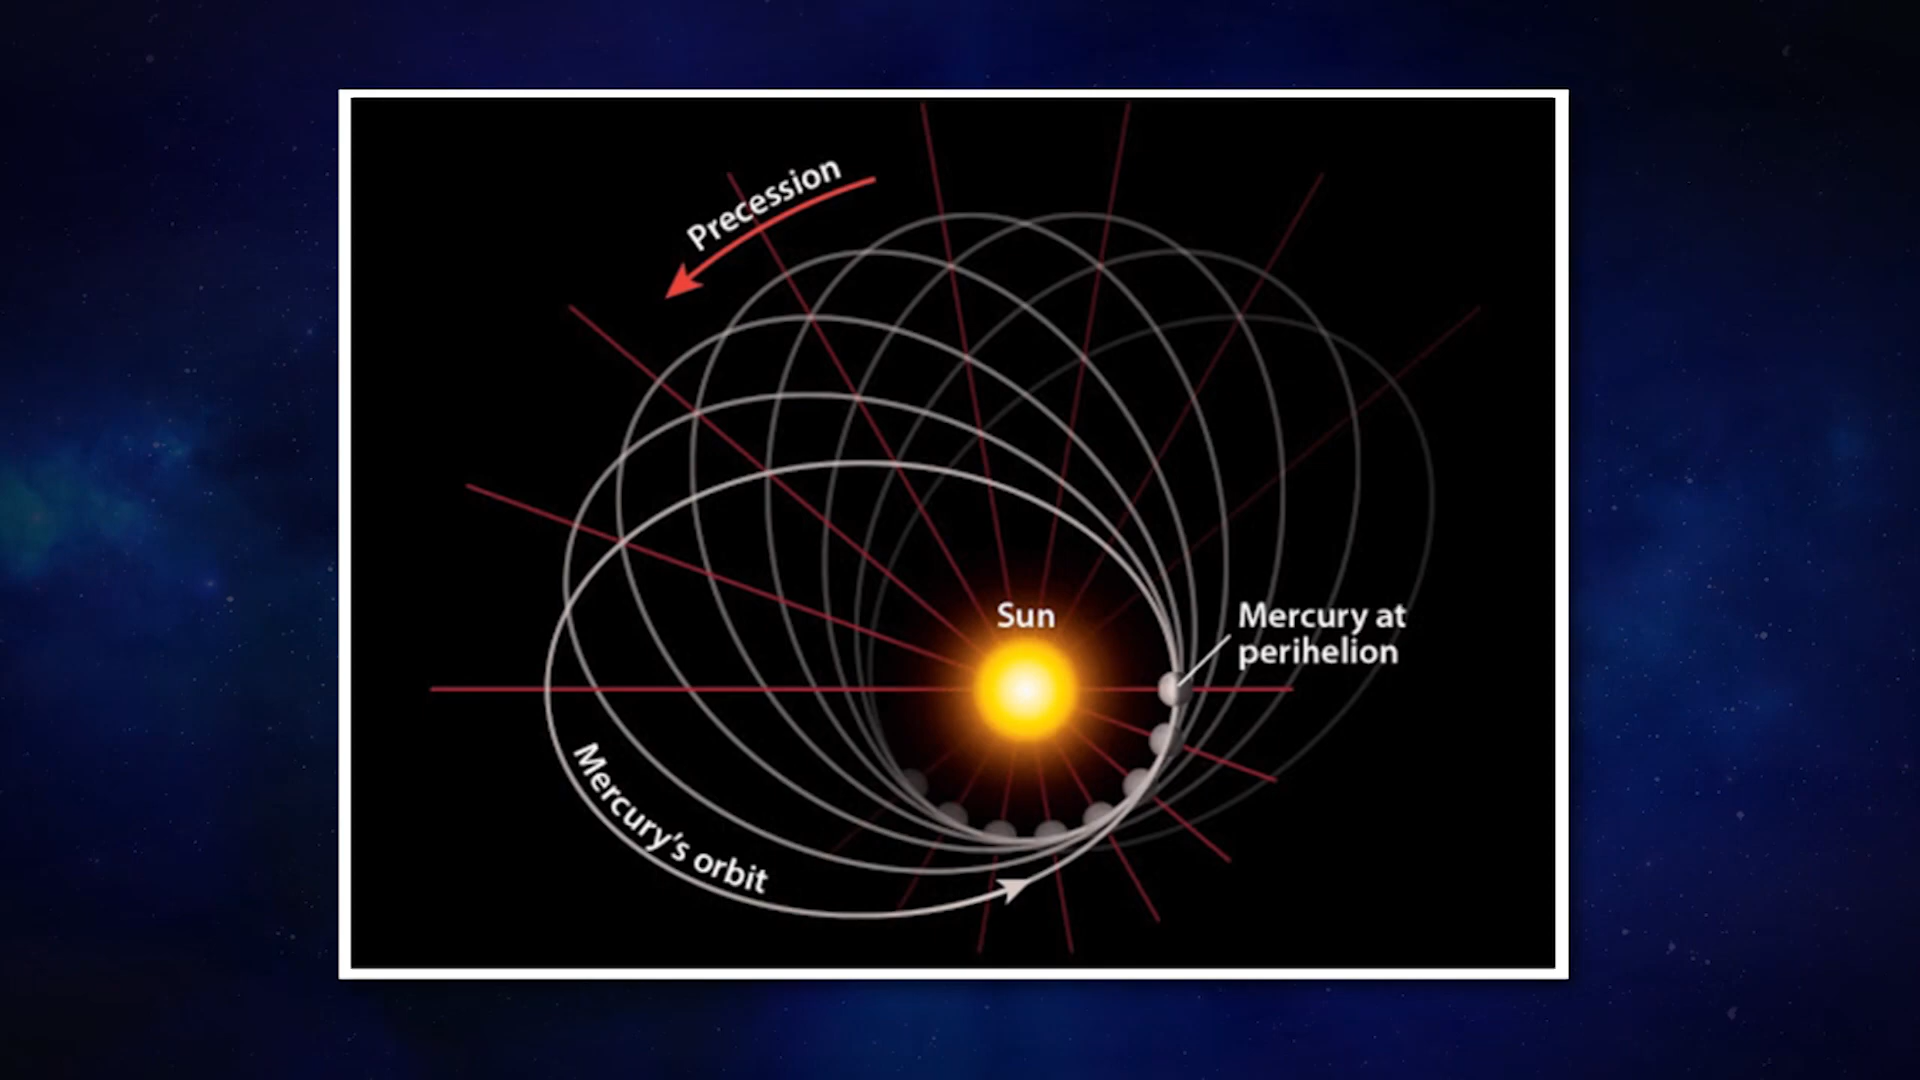 Precession
Sun
Mercury at
perihelion
Mercury's orbit